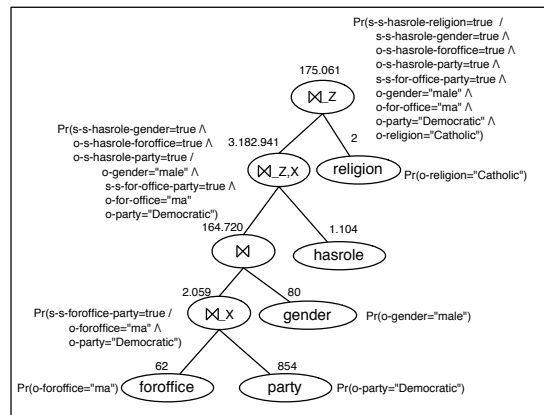 Pr(s-s-hasrole-religion=true /
s-s-hasrole-gender=true /\
o-s-hasrole-foroffice=true /\
o-s-hasrole-party=true /\
s-s-for-office-party=true /\
o-gender="male" /\
o-for-office="ma" /\
o-party="Democratic" /\
o-religion="Catholic")
175.061
⋈_Z
Pr(s-s-hasrole-gender=true /\
o-s-hasrole-foroffice=true /\
o-s-hasrole-party=true /
o-gender="male" /\
s-s-for-office-party=true /\
o-for-office="ma"
o-party="Democratic")
3.182.941
⋈_Z,X
2
religion
Pr(o-religion="Catholic")
164.720
⋈
1.104
hasrole
Pr(s-s-foroffice-party=true /
o-foroffice="ma" /\
o-party="Democratic")
2.059
⋈_X
80
gender
Pr(o-gender="male")
Pr(o-foroffice="ma")
62
foroffice
854
party
Pr(o-party="Democratic")